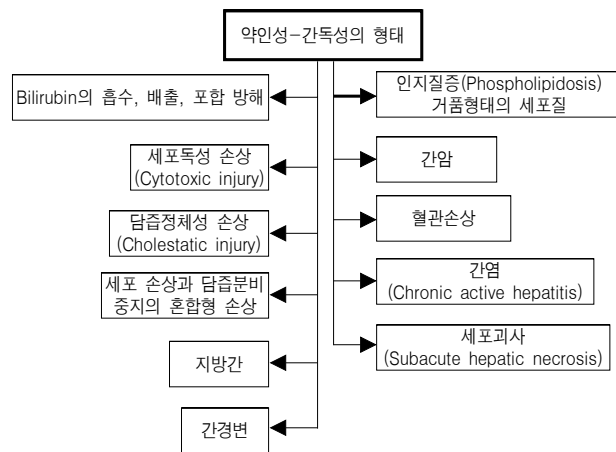 약인성-간독성의 형태
Bilirubin의 흡수, 배출, 포합 방해
세포독성 손상
(Cytotoxic injury)
담즙정체성 손상
(Cholestatic injury)
세포 손상과 담즙분비
중지의 혼합형 손상
지방간
간경변
인지질증(Phospholipidosis)
거품형태의 세포질
간암
혈관손상
간염
(Chronic active hepatitis)
세포괴사
(Subacute hepatic necrosis)